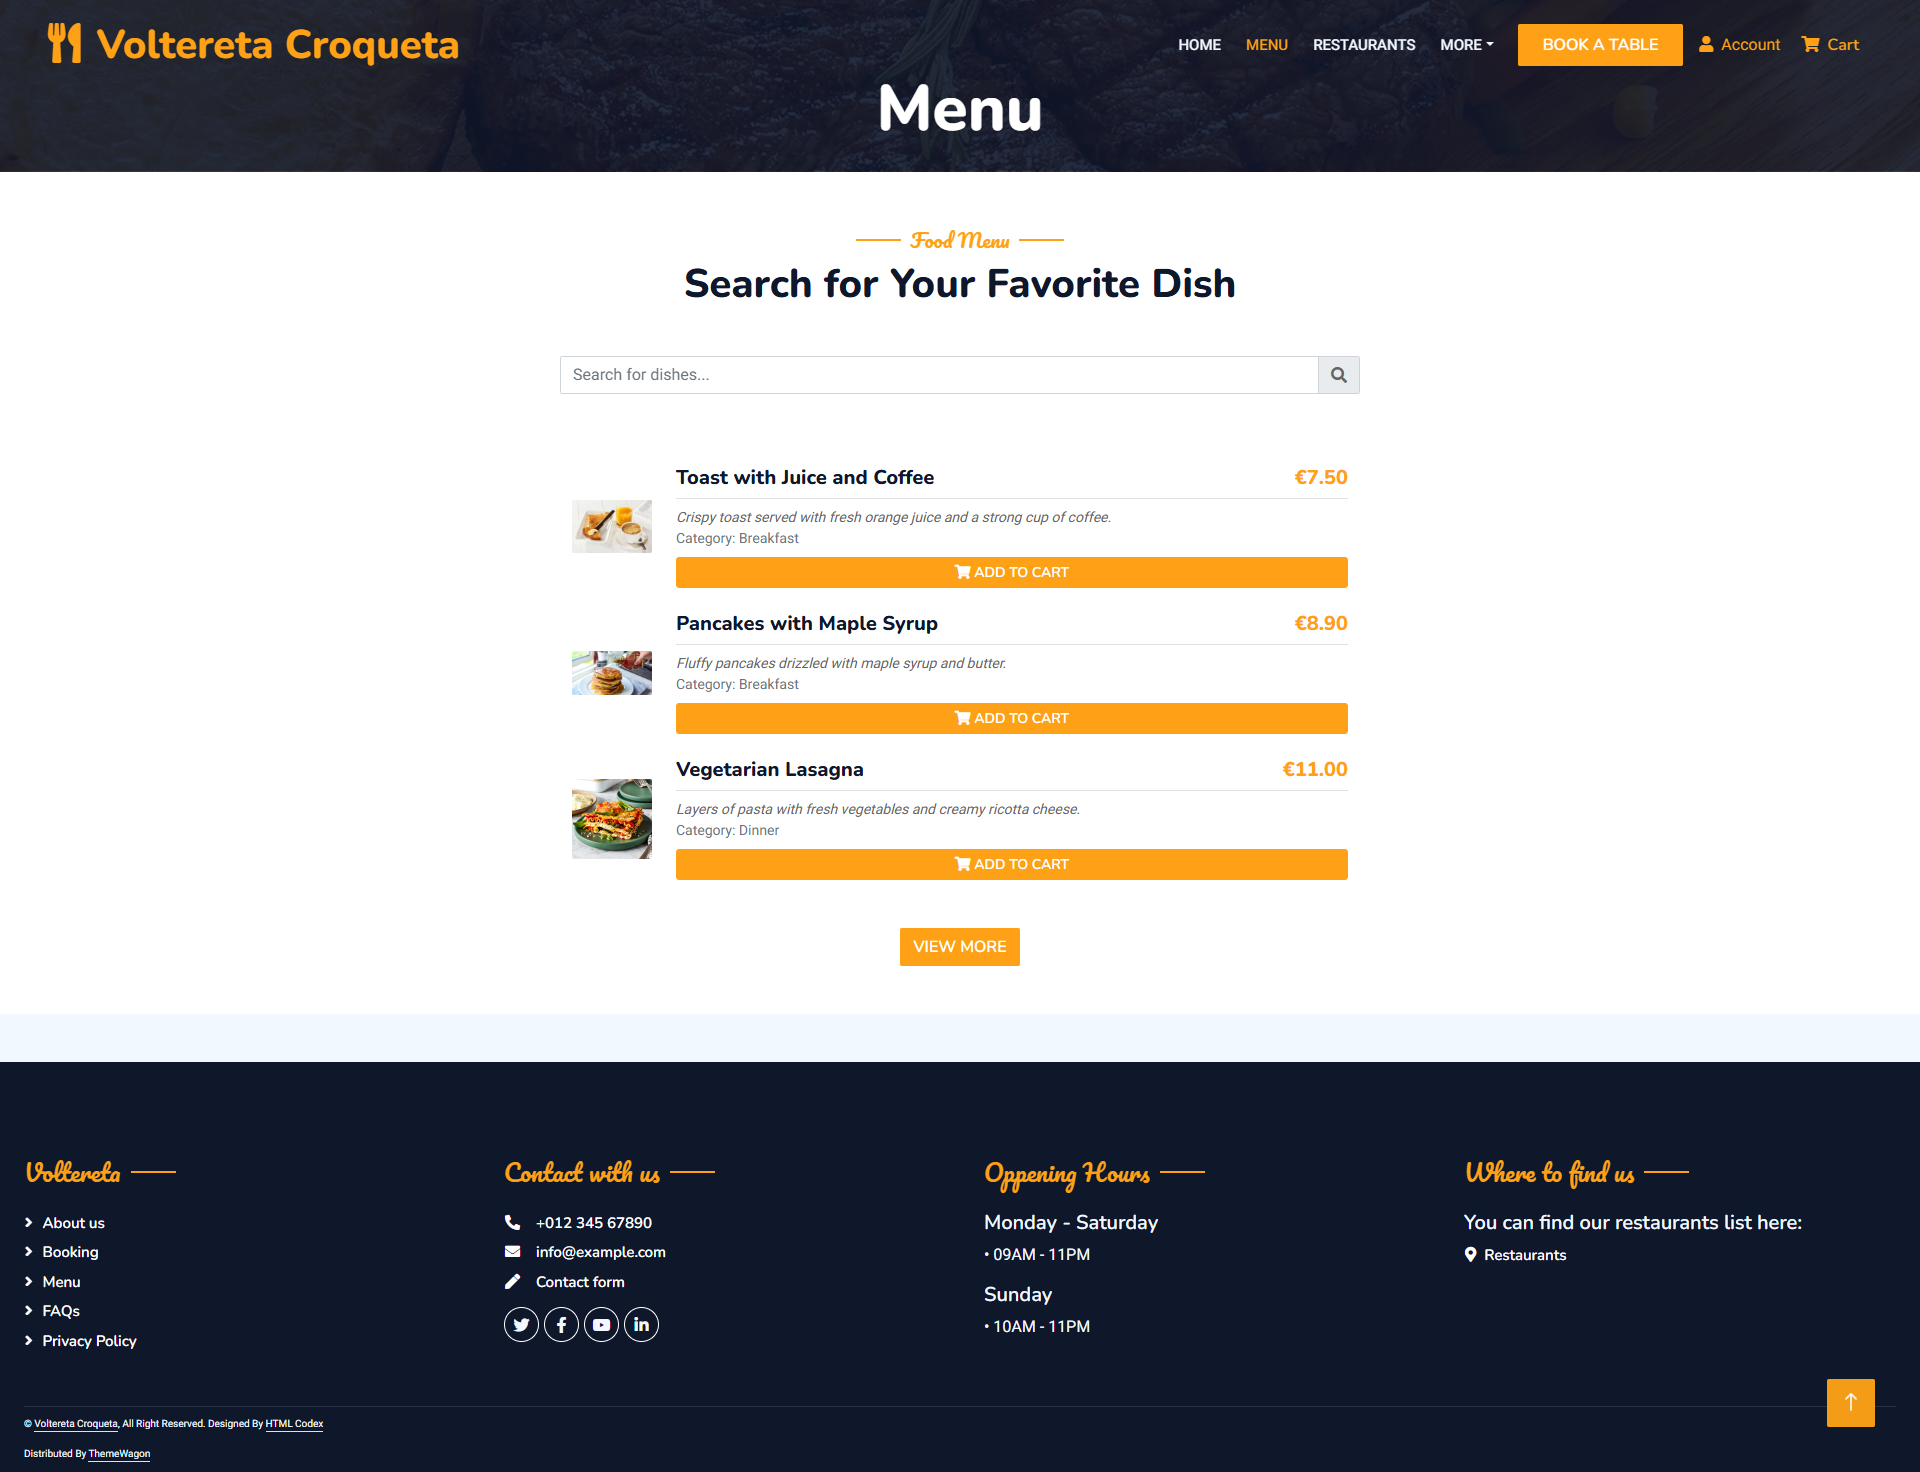 Voltereta Croqueta
HOME MENU RESTAURANTS MORE BOOK A TABLE Account Cart
Menu
Food Menu
Search for Your Favorite Dish
Search for dishes...
Toast with Juice and Coffee €7.50
Crispy toast served with fresh orange juice and a strong cup of coffee.
Category: Breakfast
ADD TO CART
Pancakes with Maple Syrup €8.90
Fluffy pancakes drizzled with maple syrup and butter.
Category: Breakfast
ADD TO CART
Vegetarian Lasagna €11.00
Layers of pasta with fresh vegetables and creamy ricotta cheese.
Category: Dinner
ADD TO CART
VIEW MORE
Voltereta
About us
Booking
Menu
FAQs
Privacy Policy
Contact with us
+012 345 67890
info@example.com
Contact form
Oppening Hours
Monday - Saturday
• 09AM - 11PM
Sunday
• 10AM - 11PM
Where to find us
You can find our restaurants list here:
Restaurants
© Voltereta Croqueta, All Right Reserved. Designed By HTML Codex
Distributed By ThemeWagon